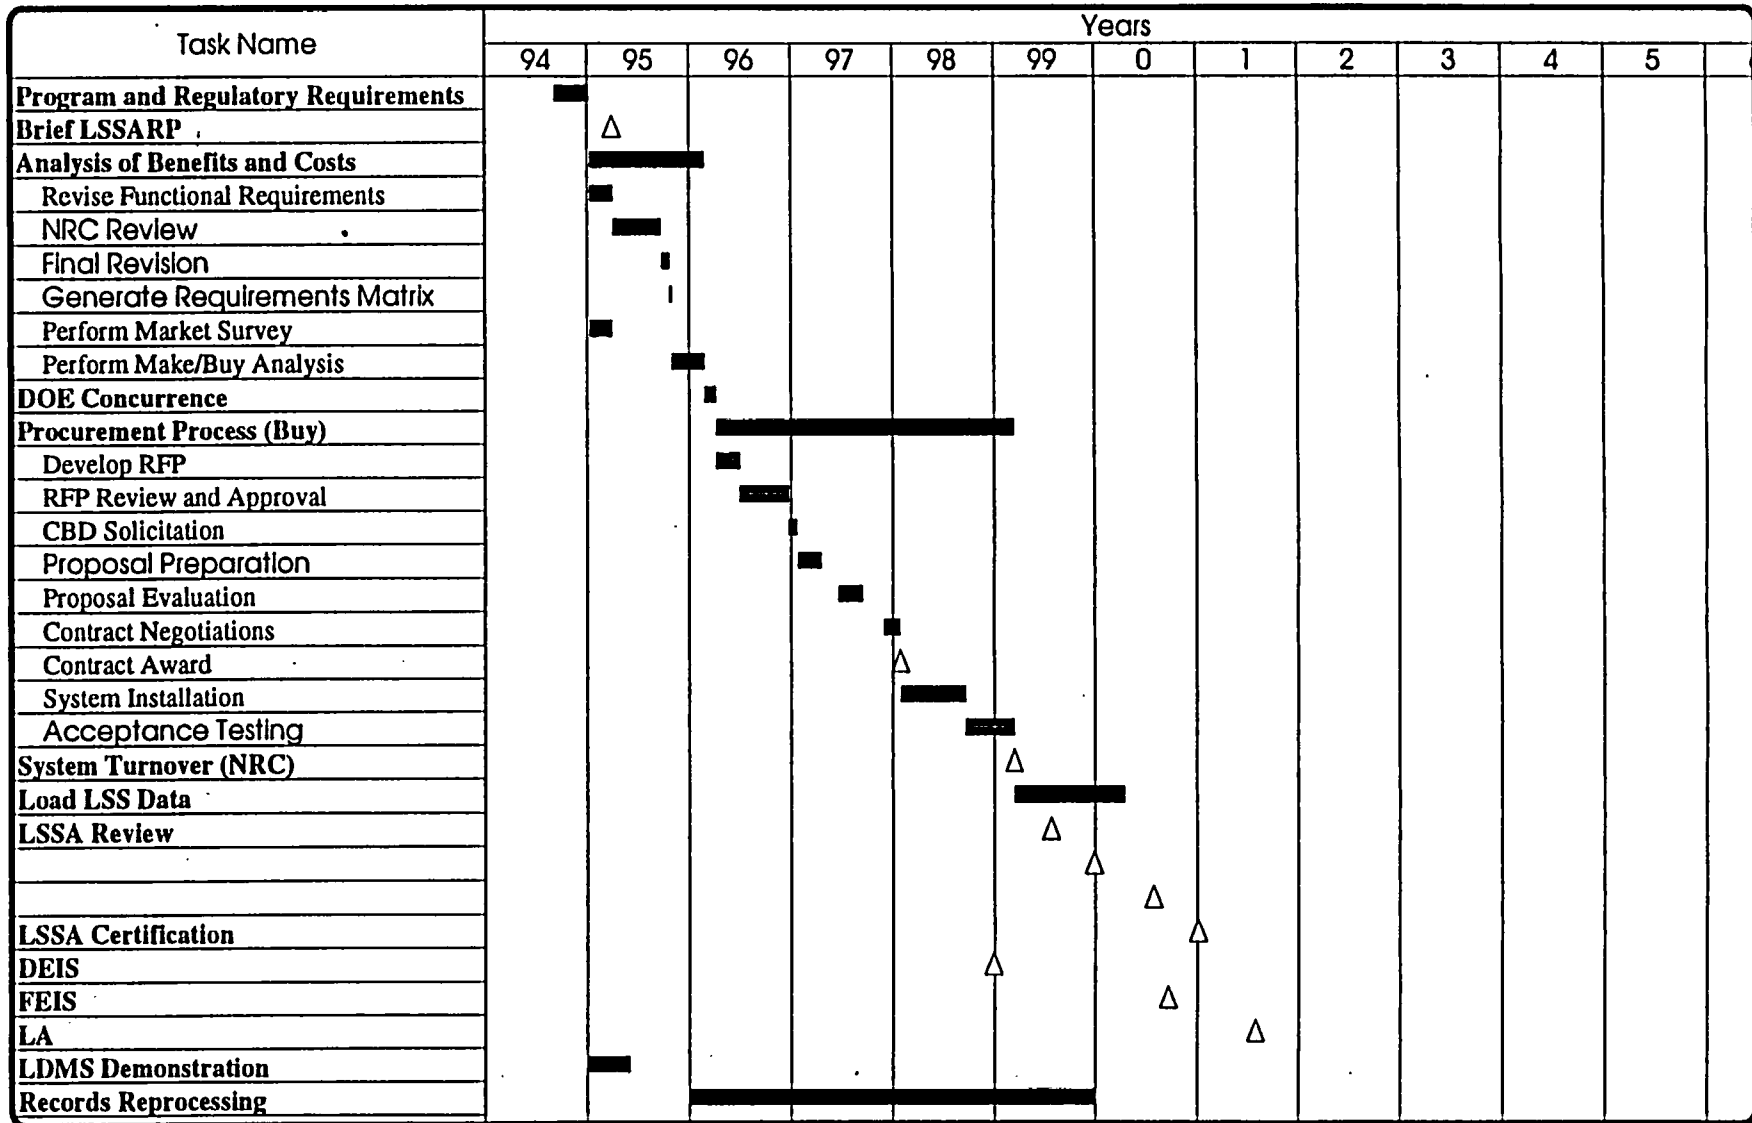 Task Name
Years
94 95 96 97 98 99 0 1 2 3 4 5
Program and Regulatory Requirements
Brief LSSARP
Analysis of Benefits and Costs
Revise Functional Requirements
NRC Review
Final Revision
Generate Requirements Matrix
Perform Market Survey
Perform Make/Buy Analysis
DOE Concurrence
Procurement Process (Buy)
Develop RFP
RFP Review and Approval
CBD Solicitation
Proposal Preparation
Proposal Evaluation
Contract Negotiations
Contract Award
System Installation
Acceptance Testing
System Turnover (NRC)
Load LSS Data
LSSA Review
LSSA Certification
DEIS
FEIS
LA
LDMS Demonstration
Records Reprocessing